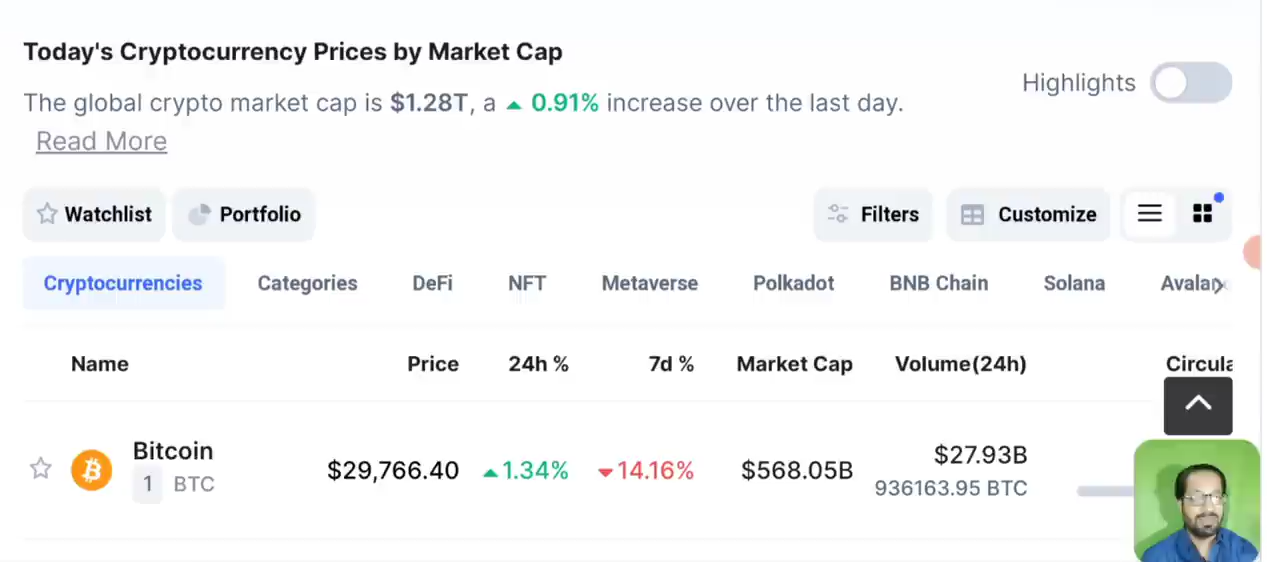 Today's Cryptocurrency Prices by Market Cap
The global crypto market cap is $1.28T, a 0.91% increase over the last day.
Read More
Highlights
Watchlist Portfolio Filters Customize
Cryptocurrencies Categories DeFi NFT Metaverse Polkadot BNB Chain Solana Avalan
Name Price 24h % 7d % Market Cap Volume(24h) Circula
Bitcoin
1 BTC
$29,766.40 1.34% 14.16% $568.05B $27.93B
936163.95 BTC